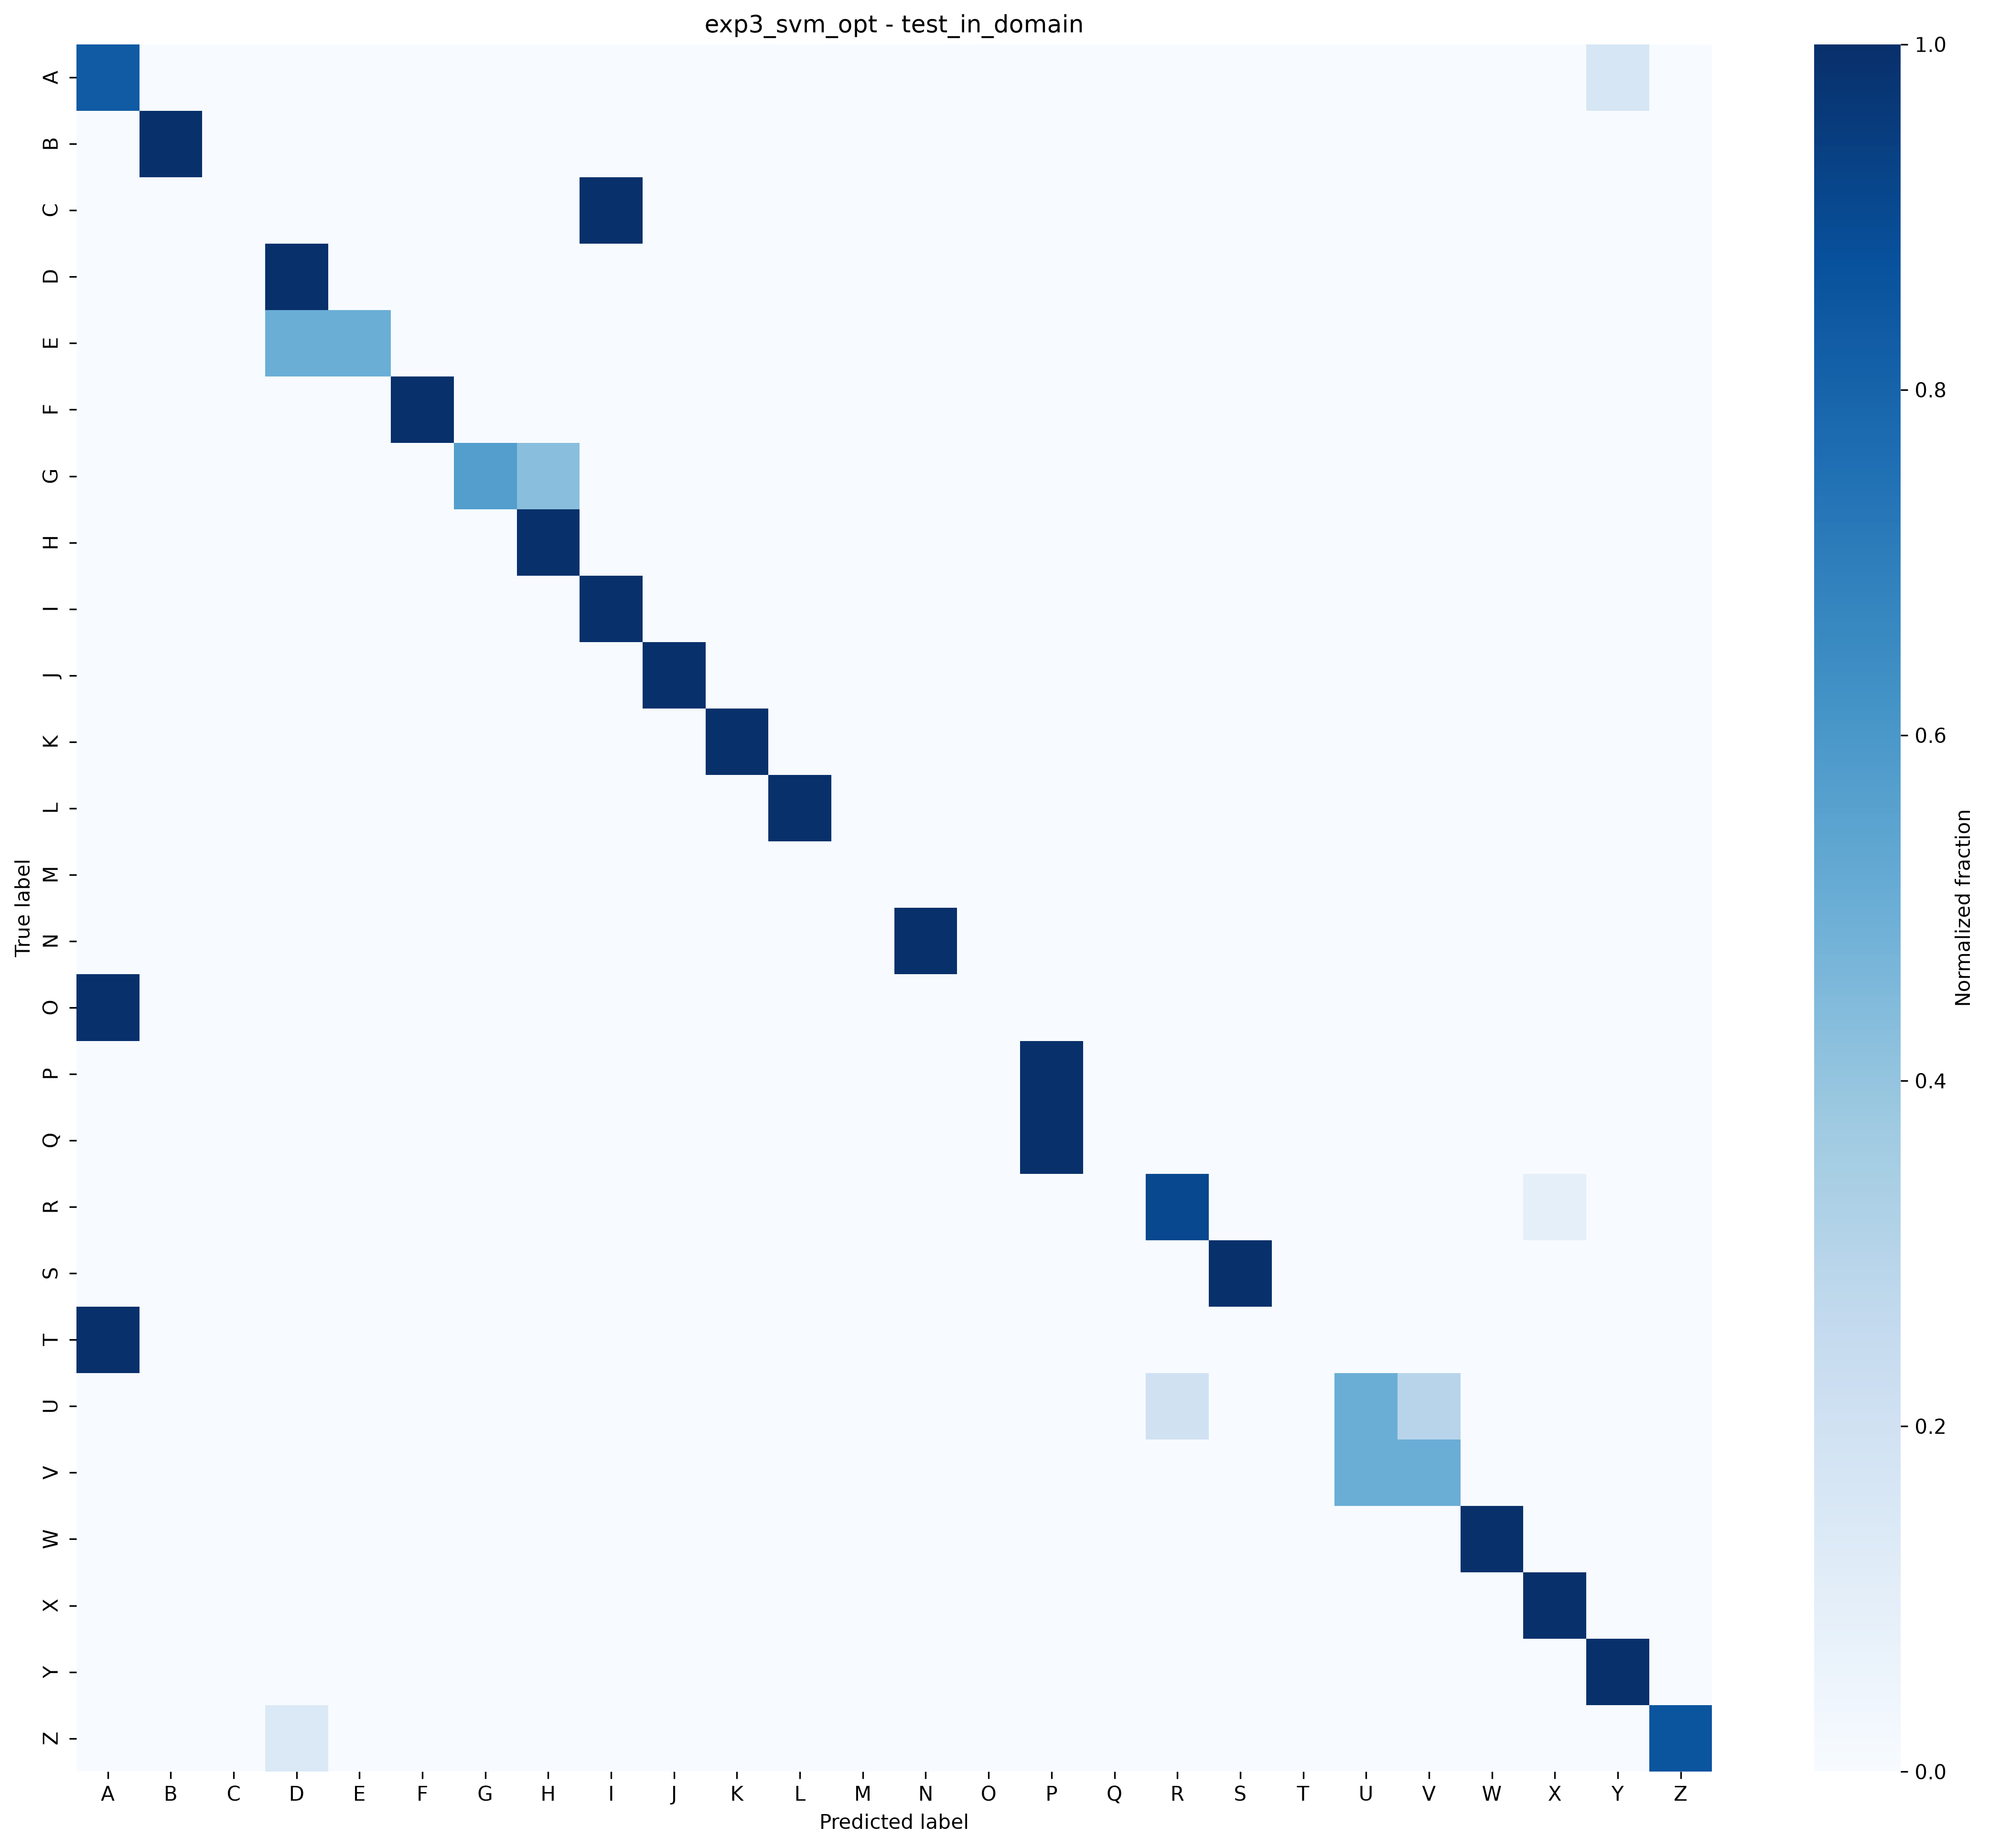 exp3_svm_opt - test_in_domain
True label
A
B
C
D
E
F
G
H
I
J
K
L
M
N
O
P
Q
R
S
T
U
V
W
X
Y
Z
A B C D E F G H I J K L M N O P Q R S T U V W X Y Z
Predicted label
1.0
0.8
0.6
0.4
0.2
0.0
Normalized fraction